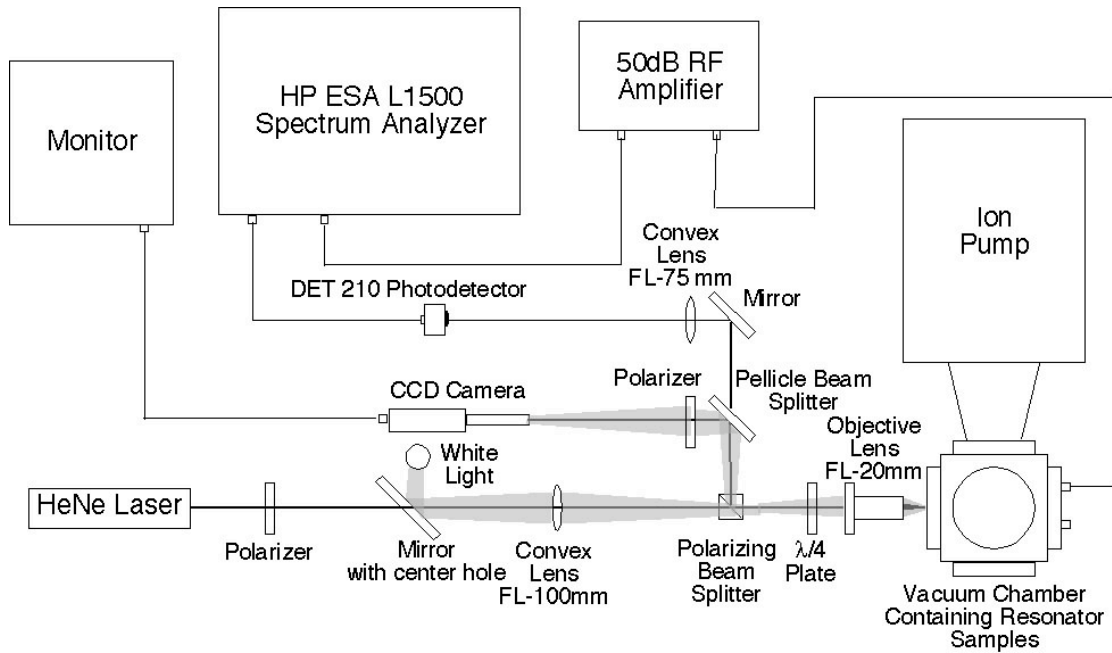 Monitor
HP ESA L1500
Spectrum Analyzer
50dB RF
Amplifier
Ion
Pump
Convex
Lens
FL-75 mm
Mirror
DET 210 Photodetector
Polarizer
Pellicle Beam
Splitter
CCD Camera
White
Light
Objective
Lens
FL-20mm
HeNe Laser
Polarizer
Mirror
with center hole
Convex
Lens
FL-100mm
Polarizing
Beam
Splitter
λ/4
Plate
Vacuum Chamber
Containing Resonator
Samples